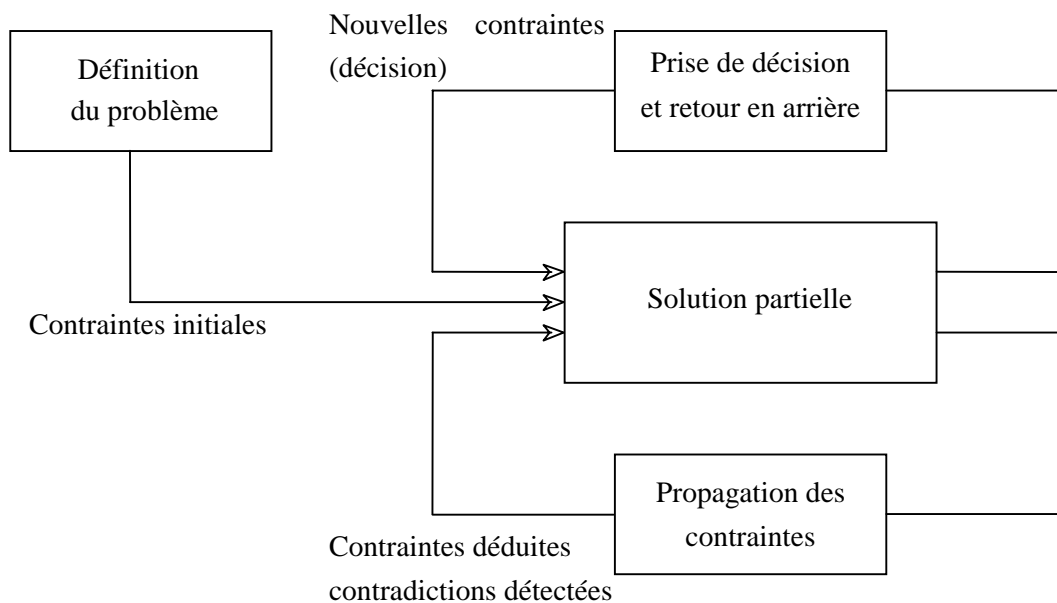 Nouvelles contraintes
(décision)
Définition
du problème
Prise de décision
et retour en arrière
Solution partielle
Contraintes initiales
Propagation des
contraintes
Contraintes déduites
contradictions détectées